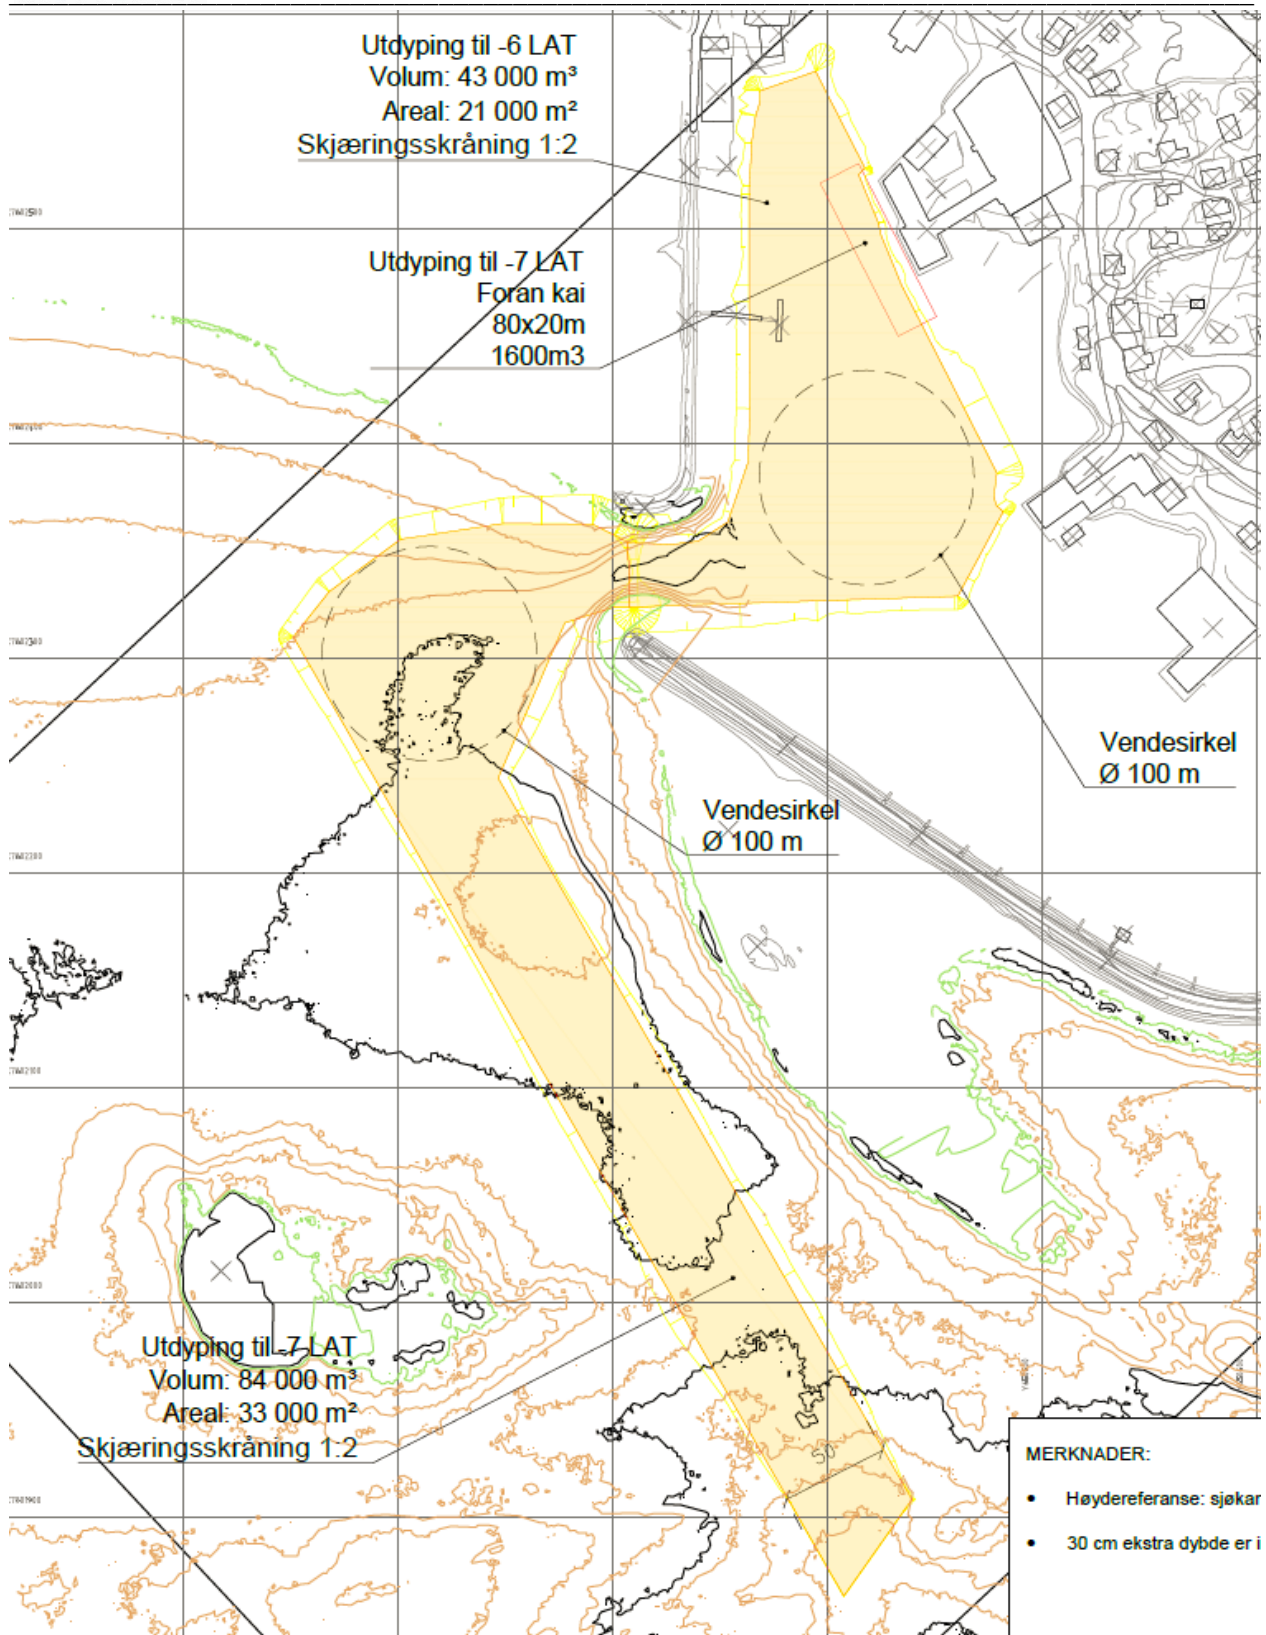 Utdyping til -6 LAT
Volum: 43 000 m³
Areal: 21 000 m²
Skjæringsskråning 1:2
Utdyping til -7 LAT
Foran kai
80x20m
1600m3
Vendesirkel
Ø 100 m
Vendesirkel
Ø 100 m
Utdyping til -7 LAT
Volum: 84 000 m³
Areal: 33 000 m²
Skjæringsskråning 1:2
50
MERKNADER:
• Høydereferanse: sjøkar
• 30 cm ekstra dybde er i